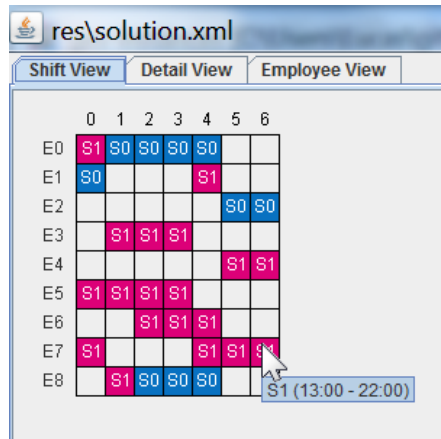 res\solution.xml
Shift View Detail View Employee View
0 1 2 3 4 5 6
E0 S1 S0 S0 S0 S0
E1 S0 S1
E2 S0 S0
E3 S1 S1 S1
E4 S1 S1
E5 S1 S1 S1 S1
E6 S1 S1 S1
E7 S1 S1 S1 S1
E8 S1 S0 S0 S0
S1 (13:00 - 22:00)